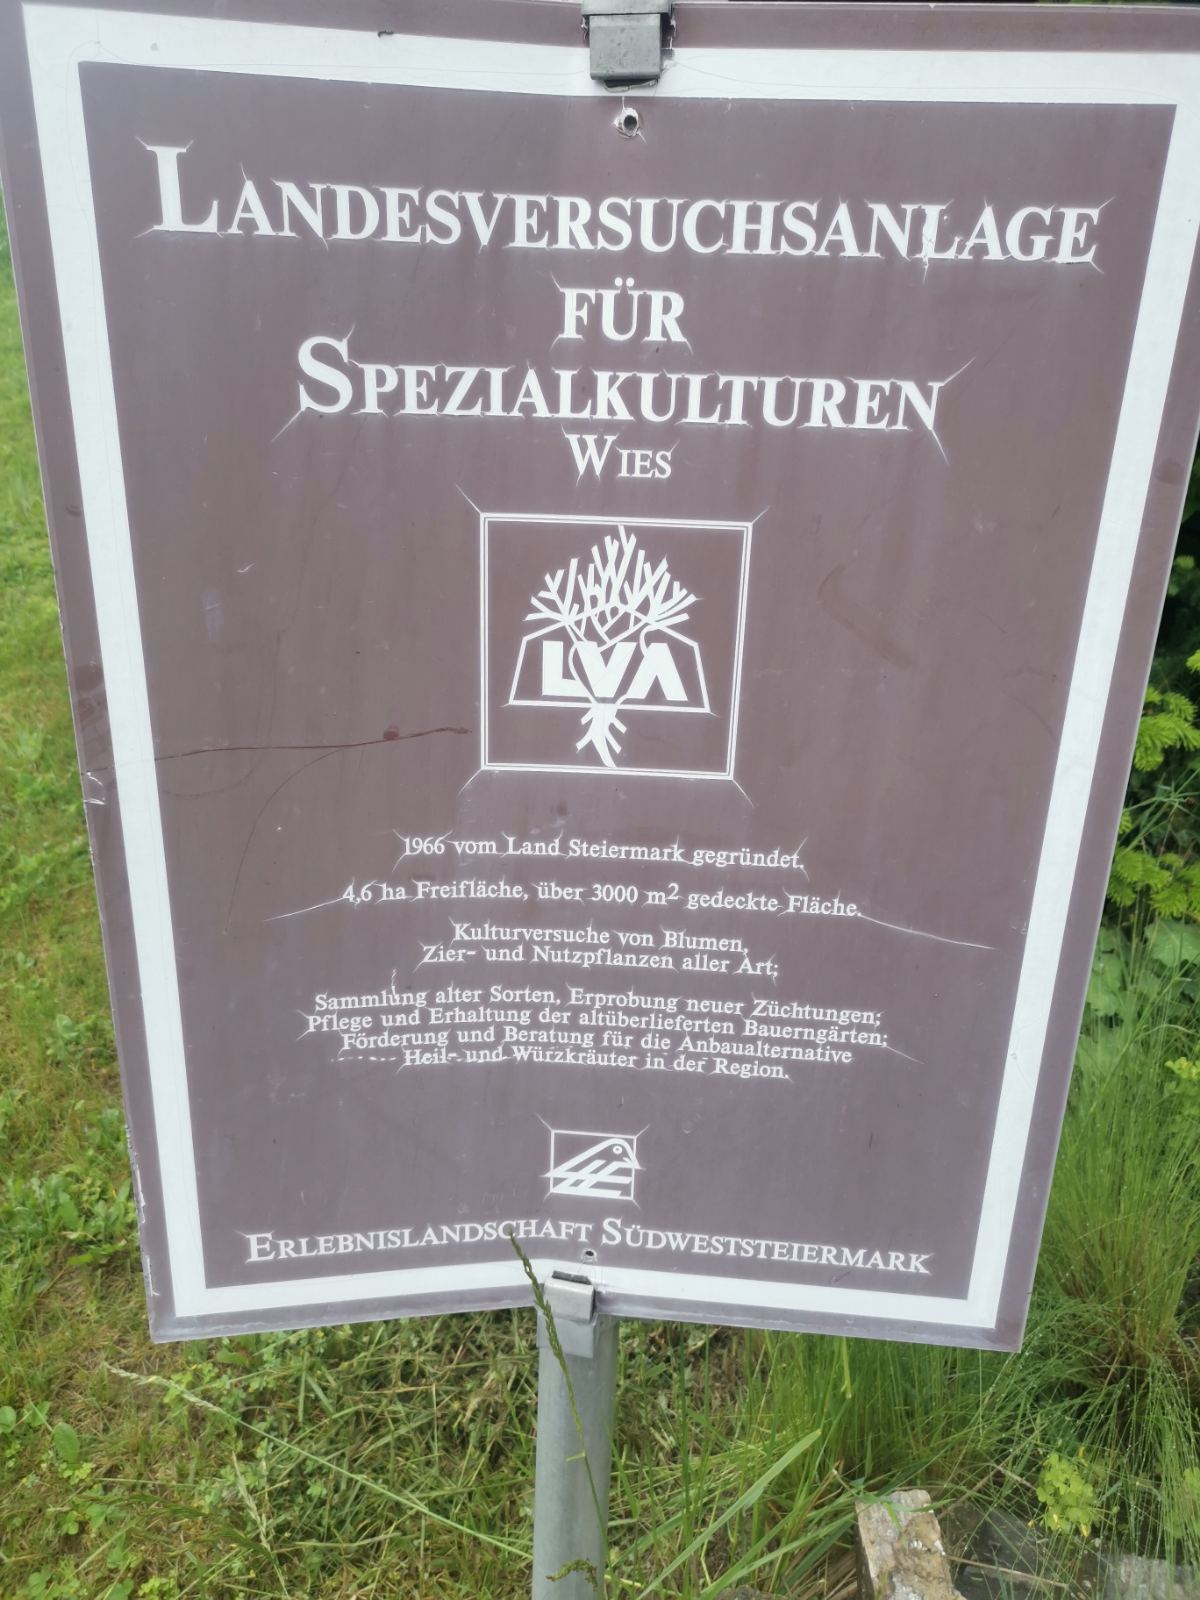 LANDESVERSUCHSANLAGE
FÜR
SPEZIALKULTUREN
WIES
LVA
1966 vom Land Steiermark gegründet.
4,6 ha Freifläche, über 3000 m² gedeckte Fläche.
Kulturversuche von Blumen,
Zier- und Nutzpflanzen aller Art;
Sammlung alter Sorten, Erprobung neuer Züchtungen;
Pflege und Erhaltung der altüberlieferten Bauerngärten;
Förderung und Beratung für die Anbaualternative
Heil- und Würzkräuter in der Region.
ERLEBNISLANDSCHAFT SÜDWESTSTEIERMARK